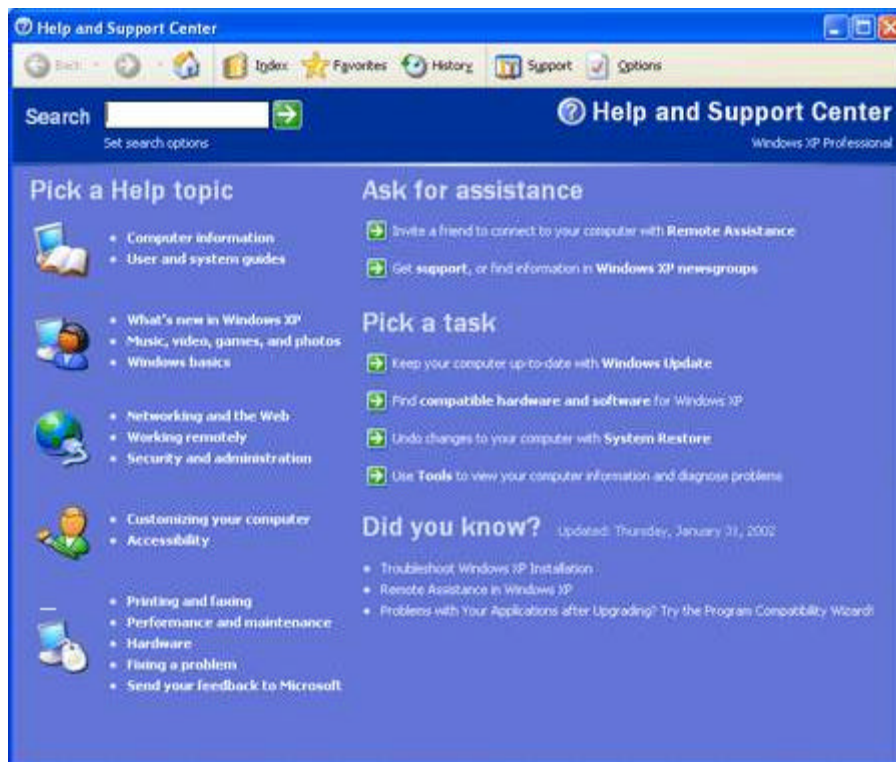 Help and Support Center
Back
Index
Favorites
History
Support
Options
Search
Set search options
Help and Support Center
Windows XP Professional
Pick a Help topic
Computer information
User and system guides
What's new in Windows XP
Music, video, games, and photos
Windows basics
Networking and the Web
Working remotely
Security and administration
Customizing your computer
Accessibility
Printing and faxing
Performance and maintenance
Hardware
Fixing a problem
Send your feedback to Microsoft
Ask for assistance
Invite a friend to connect to your computer with Remote Assistance
Get support, or find information in Windows XP newsgroups
Pick a task
Keep your computer up-to-date with Windows Update
Find compatible hardware and software for Windows XP
Undo changes to your computer with System Restore
Use Tools to view your computer information and diagnose problems
Did you know? Updated: Thursday, January 31, 2002
Troubleshoot Windows XP Installation
Remote Assistance in Windows XP
Problems with Your Applications after Upgrading? Try the Program Compatibility Wizard!